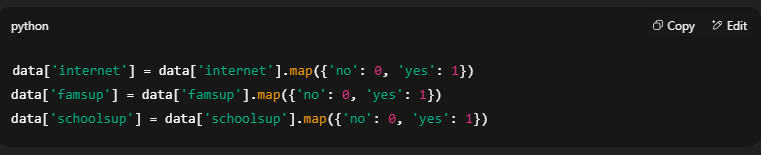 python Copy Edit
data['internet'] = data['internet'].map({'no': 0, 'yes': 1})
data['famsup'] = data['famsup'].map({'no': 0, 'yes': 1})
data['schoolsup'] = data['schoolsup'].map({'no': 0, 'yes': 1})